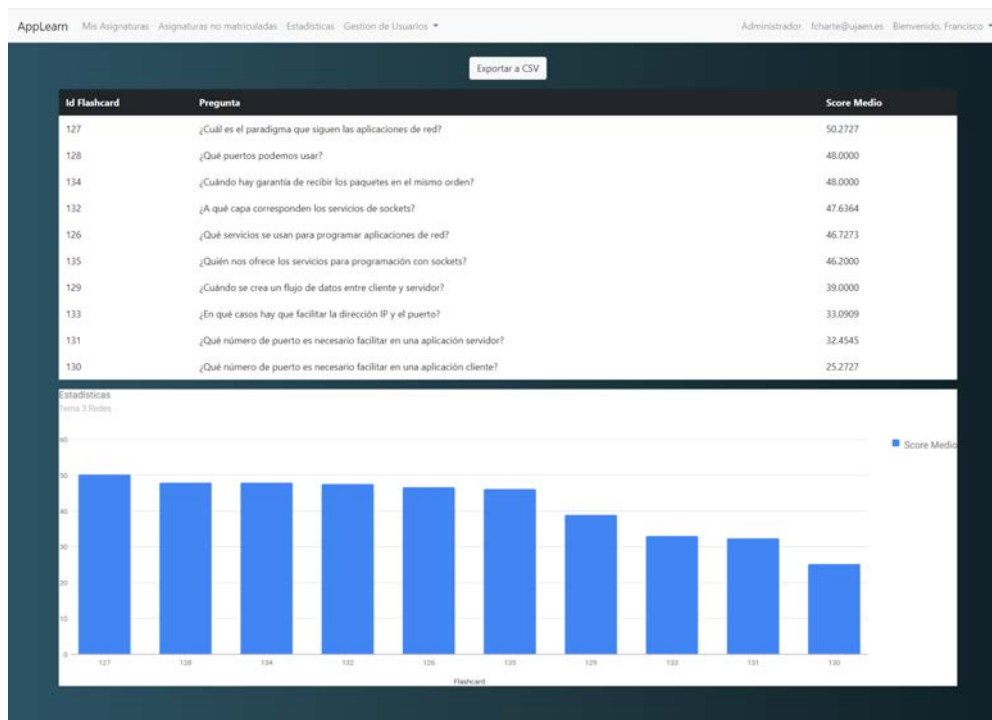 AppLearn Mis Asignaturas Asignaturas no matriculadas Estadísticas Gestion de Usuarios Administrador fcharte@ujaen.es Bienvenido, Francisco
Exportar a CSV
Id Flashcard Pregunta Score Medio
127 ¿Cuál es el paradigma que siguen las aplicaciones de red? 50.2727
128 ¿Qué puertos podemos usar? 48.0000
134 ¿Cuándo hay garantía de recibir los paquetes en el mismo orden? 48.0000
132 ¿A qué capa corresponden los servicios de sockets? 47.6364
126 ¿Qué servicios se usan para programar aplicaciones de red? 46.7273
135 ¿Quién nos ofrece los servicios para programación con sockets? 46.2000
129 ¿Cuándo se crea un flujo de datos entre cliente y servidor? 39.0000
133 ¿En qué casos hay que facilitar la dirección IP y el puerto? 33.0909
131 ¿Qué número de puerto es necesario facilitar en una aplicación servidor? 32.4545
130 ¿Qué número de puerto es necesario facilitar en una aplicación cliente? 25.2727
Estadísticas
Tema 3 Redes
60
Score Medio
50
40
30
20
10
0
127 128 134 132 126 135 129 133 131 130
Flashcard